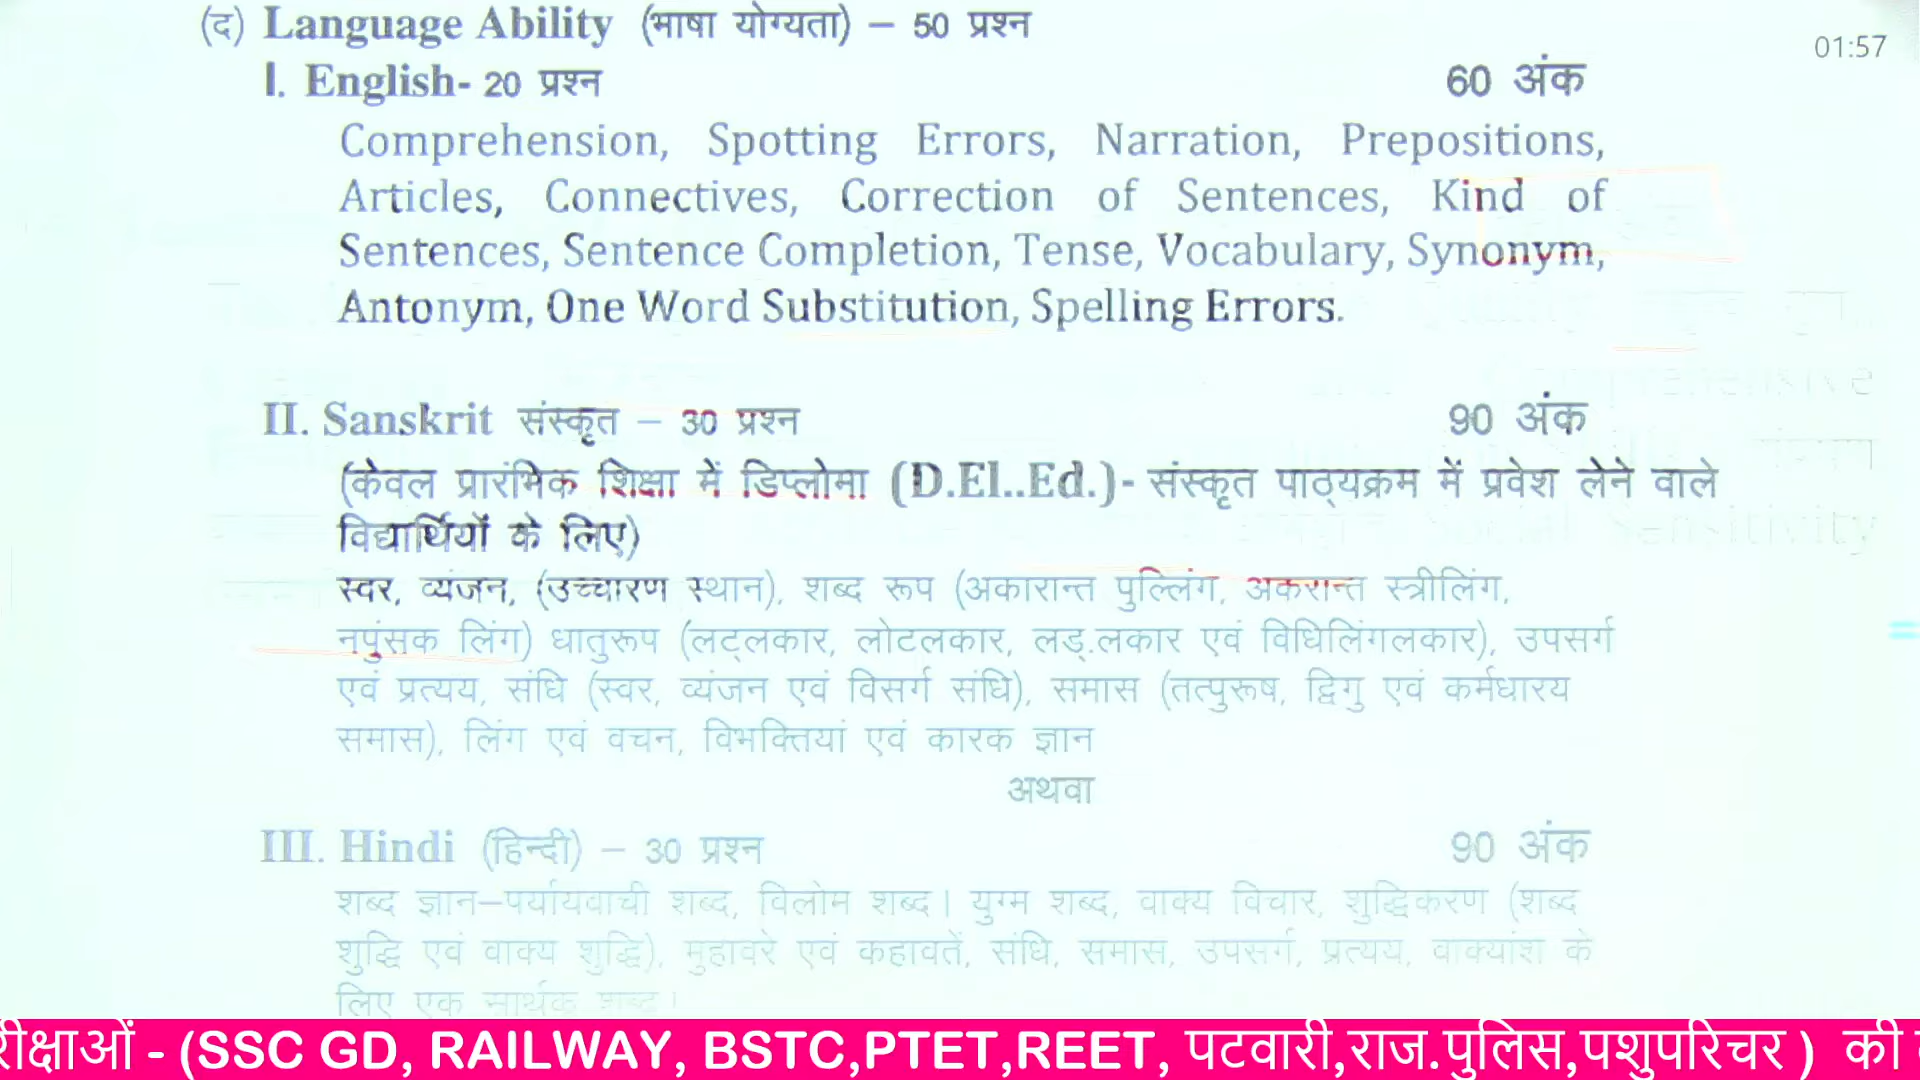 (द) Language Ability (भाषा योग्यता) – 50 प्रश्न
01:57
I. English- 20 प्रश्न 60 अंक
Comprehension, Spotting Errors, Narration, Prepositions,
Articles, Connectives, Correction of Sentences, Kind of
Sentences, Sentence Completion, Tense, Vocabulary, Synonym,
Antonym, One Word Substitution, Spelling Errors.
II. Sanskrit संस्कृत – 30 प्रश्न 90 अंक
(केवल प्रारंभिक शिक्षा में डिप्लोमा (D.El..Ed.)- संस्कृत पाठ्यक्रम में प्रवेश लेने वाले
विद्यार्थियों के लिए)
स्वर, व्यंजन, (उच्चारण स्थान), शब्द रूप (अकारान्त पुल्लिंग, अकरान्त स्त्रीलिंग,
नपुंसक लिंग) धातुरूप (लट्लकार, लोटलकार, लड्.लकार एवं विधिलिंगलकार), उपसर्ग
एवं प्रत्यय, संधि (स्वर, व्यंजन एवं विसर्ग संधि), समास (तत्पुरूष, द्विगु एवं कर्मधारय
समास), लिंग एवं वचन, विभक्तियां एवं कारक ज्ञान
अथवा
III. Hindi (हिन्दी) – 30 प्रश्न 90 अंक
शब्द ज्ञान–पर्यायवाची शब्द, विलोम शब्द। युग्म शब्द, वाक्य विचार, शुद्धिकरण (शब्द
शुद्धि एवं वाक्य शुद्धि), मुहावरे एवं कहावतें, संधि, समास, उपसर्ग, प्रत्यय, वाक्यांश के
लिए एक सार्थक शब्द।
रीक्षाओं - (SSC GD, RAILWAY, BSTC,PTET,REET, पटवारी,राज.पुलिस,पशुपरिचर ) की